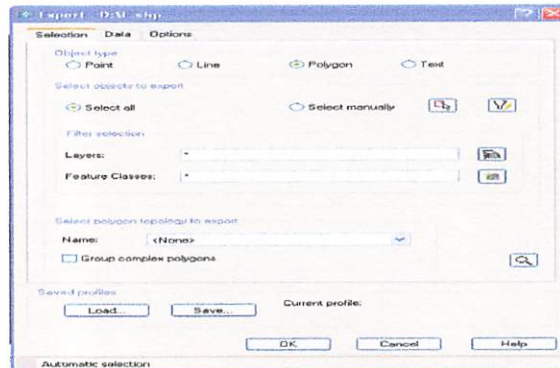 Export - D:\AL.shp
Selection Data Options
Object type
Point Line Polygon Text
Select objects to export
Select all Select manually
Filter selection
Layers: *
Feature Classes: *
Select polygon topology to export
Name: <None>
Group complex polygons
Saved profiles
Load... Save... Current profile:
OK Cancel Help
Automatic selection